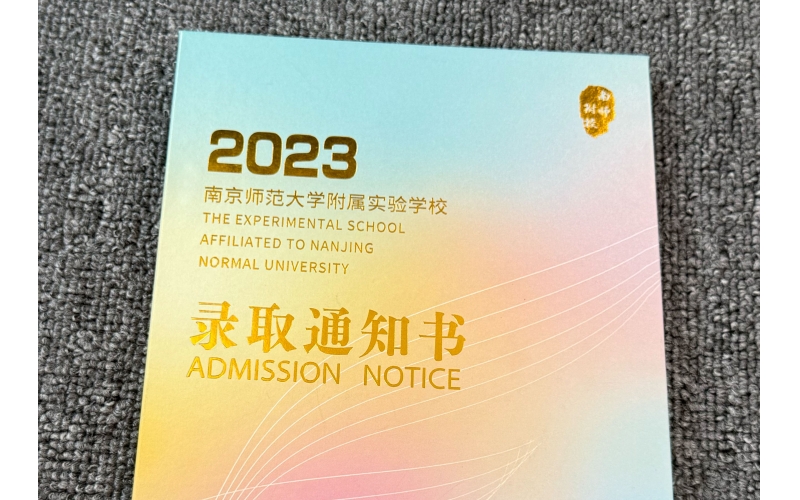 2023
南京师范大学附属实验学校
THE EXPERIMENTAL SCHOOL
AFFILIATED TO NANJING
NORMAL UNIVERSITY
录取通知书
ADMISSION NOTICE